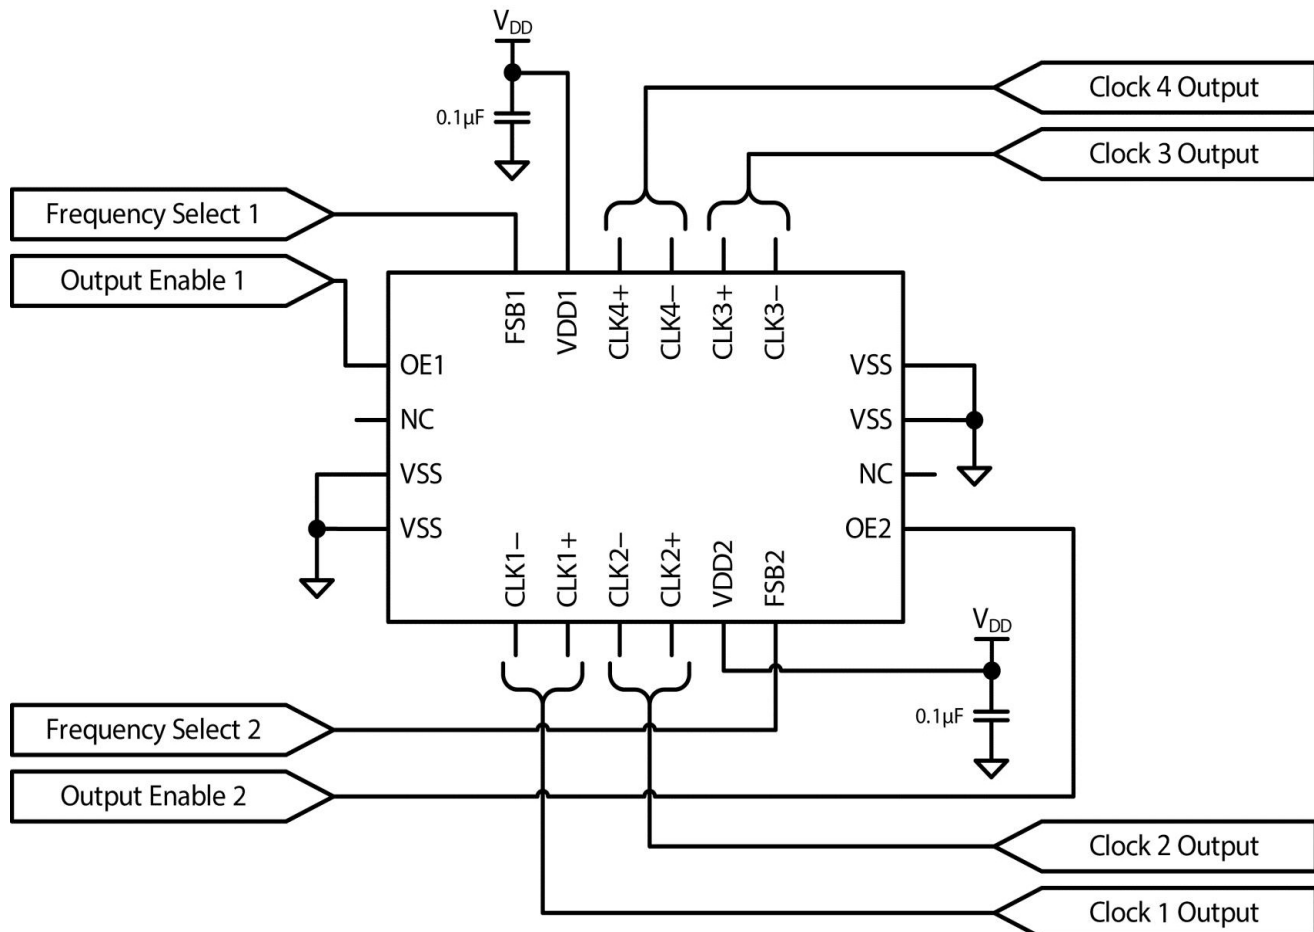 VDD
0.1µF
Clock 4 Output
Clock 3 Output
Frequency Select 1
Output Enable 1
FSB1
VDD1
CLK4+
CLK4−
CLK3+
CLK3−
OE1
NC
VSS
VSS
VSS
VSS
NC
OE2
CLK1−
CLK1+
CLK2−
CLK2+
VDD2
FSB2
VDD
0.1µF
Frequency Select 2
Output Enable 2
Clock 2 Output
Clock 1 Output